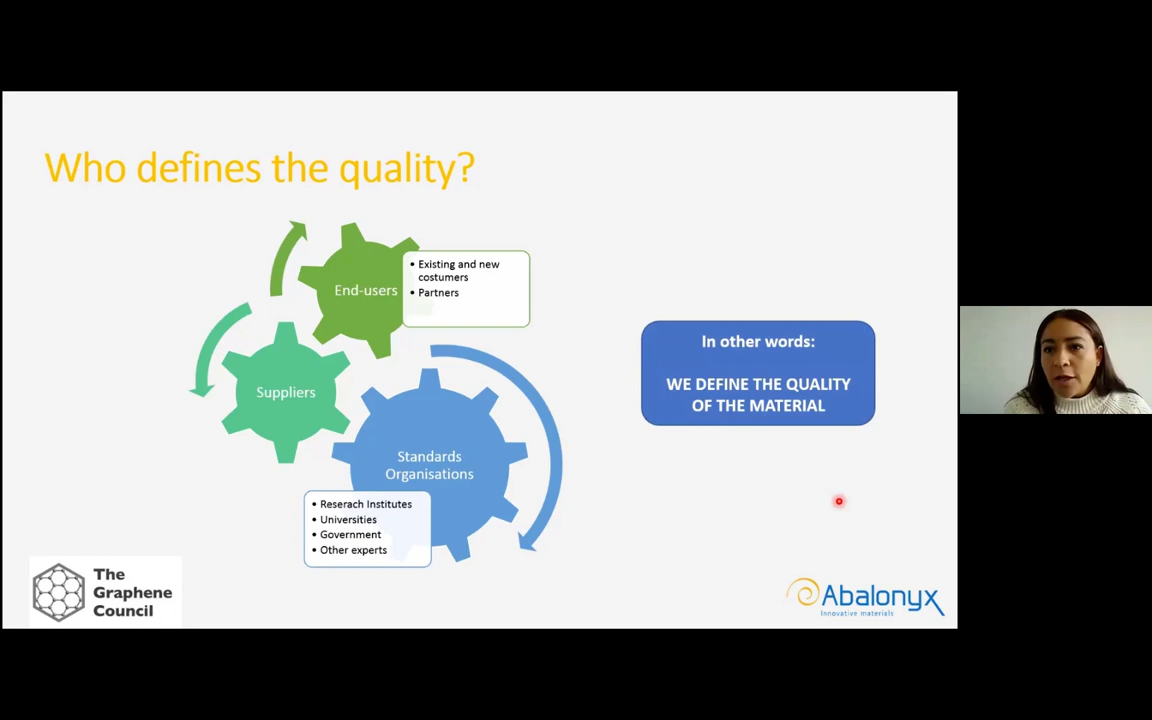 Who defines the quality?
End-users
• Existing and new
costumers
• Partners
Suppliers
Standards
Organisations
• Reserach Institutes
• Universities
• Government
• Other experts
In other words:
WE DEFINE THE QUALITY
OF THE MATERIAL
The
Graphene
Council
Abalonyx
Innovative materials